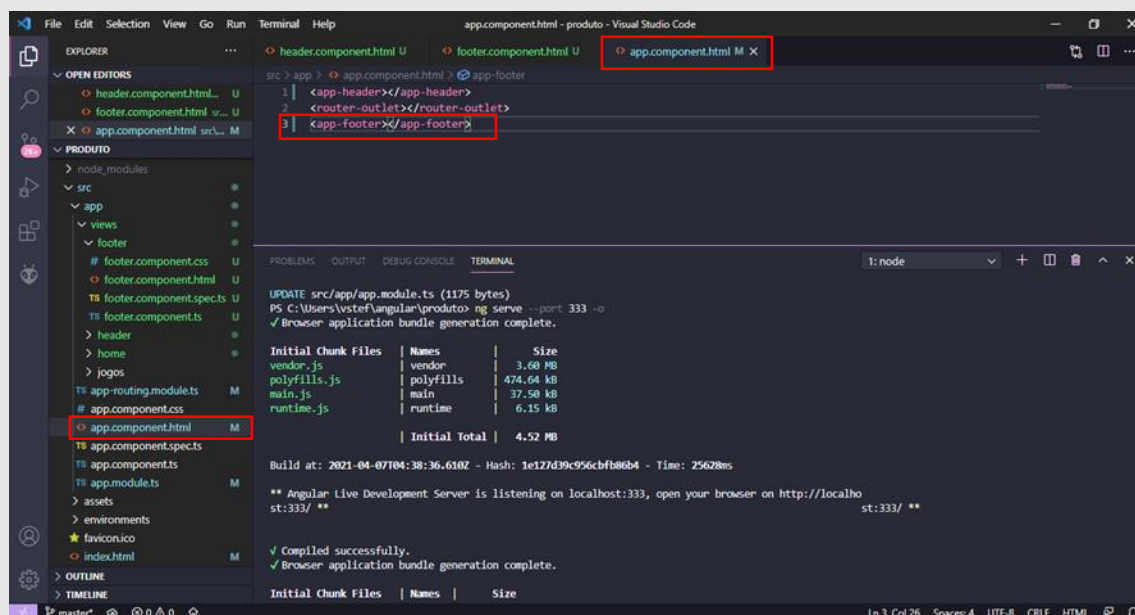 File Edit Selection View Go Run Terminal Help app.component.html - produto - Visual Studio Code
EXPLORER
header.component.html U footer.component.html U app.component.html M
OPEN EDITORS
header.component.html... U
footer.component.html sr... U
app.component.html src\... M
PRODUTO
node_modules
src
app
views
footer
# footer.component.css U
footer.component.html U
TS footer.component.spec.ts U
TS footer.component.ts U
header
home
jogos
TS app-routing.module.ts M
# app.component.css
app.component.html M
TS app.component.spec.ts
TS app.component.ts
TS app.module.ts M
assets
environments
favicon.ico
index.html M
OUTLINE
TIMELINE
src > app > app.component.html > app-footer
1 <app-header></app-header>
2 <router-outlet></router-outlet>
3 <app-footer></app-footer>
PROBLEMS OUTPUT DEBUG CONSOLE TERMINAL 1: node
UPDATE src/app/app.module.ts (1175 bytes)
PS C:\Users\vstef\angular\produto> ng serve --port 333 -o
√ Browser application bundle generation complete.
Initial Chunk Files | Names | Size
vendor.js | vendor | 3.60 MB
polyfills.js | polyfills | 474.64 kB
main.js | main | 37.50 kB
runtime.js | runtime | 6.15 kB
| Initial Total | 4.52 MB
Build at: 2021-04-07T04:38:36.610Z - Hash: 1e127d39c956cbfb86b4 - Time: 25628ms
** Angular Live Development Server is listening on localhost:333, open your browser on http://localho
st:333/ **
√ Compiled successfully.
√ Browser application bundle generation complete.
Initial Chunk Files | Names | Size
master* 0 0 Ln 3, Col 26 Spaces: 4 UTF-8 CRLF HTML